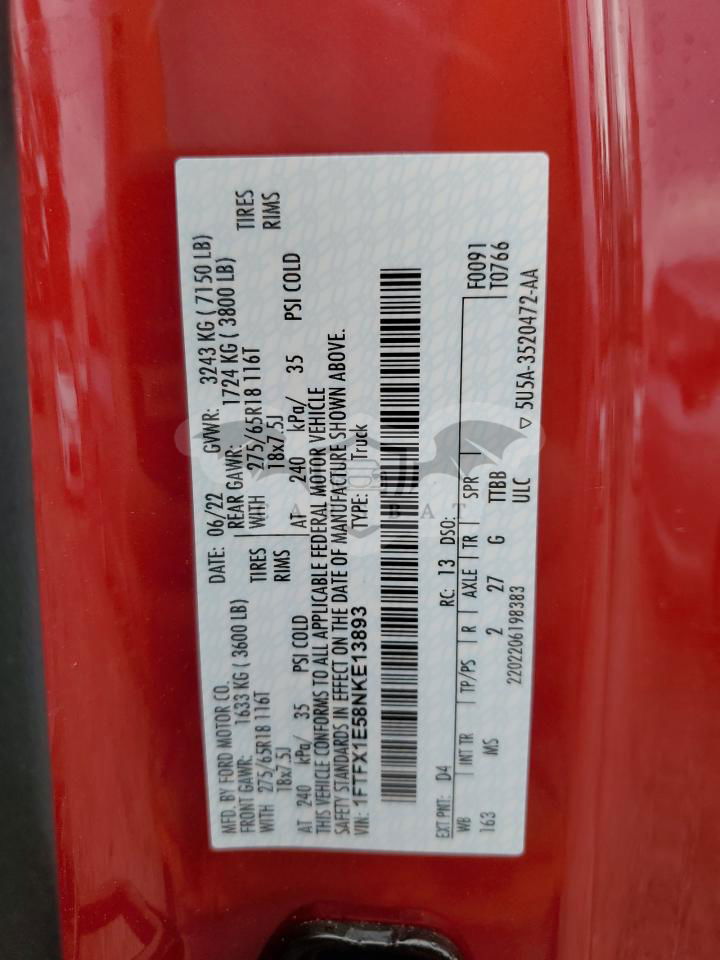 MFD. BY FORD MOTOR CO. DATE: 06/22 GVWR: 3243 KG ( 7150 LB)
FRONT GAWR: 1633 KG ( 3600 LB) REAR GAWR: 1724 KG ( 3800 LB)
WITH 275/65R18 116T TIRES WITH 275/65R18 116T TIRES
18x7.5J RIMS 18x7.5J RIMS
AT 240 kPa/ 35 PSI COLD AT 240 kPa/ 35 PSI COLD
THIS VEHICLE CONFORMS TO ALL APPLICABLE FEDERAL MOTOR VEHICLE
SAFETY STANDARDS IN EFFECT ON THE DATE OF MANUFACTURE SHOWN ABOVE.
VIN: 1FTFX1E58NKE13893 TYPE: Truck
EXT PNT: D4 RC: 13 DSO: F0091
WB INT TR TP/PS R AXLE TR SPR T0766
163 MS 2 27 G TTBB
2202206198383 ULC ▽ 5U5A-3520472-AA